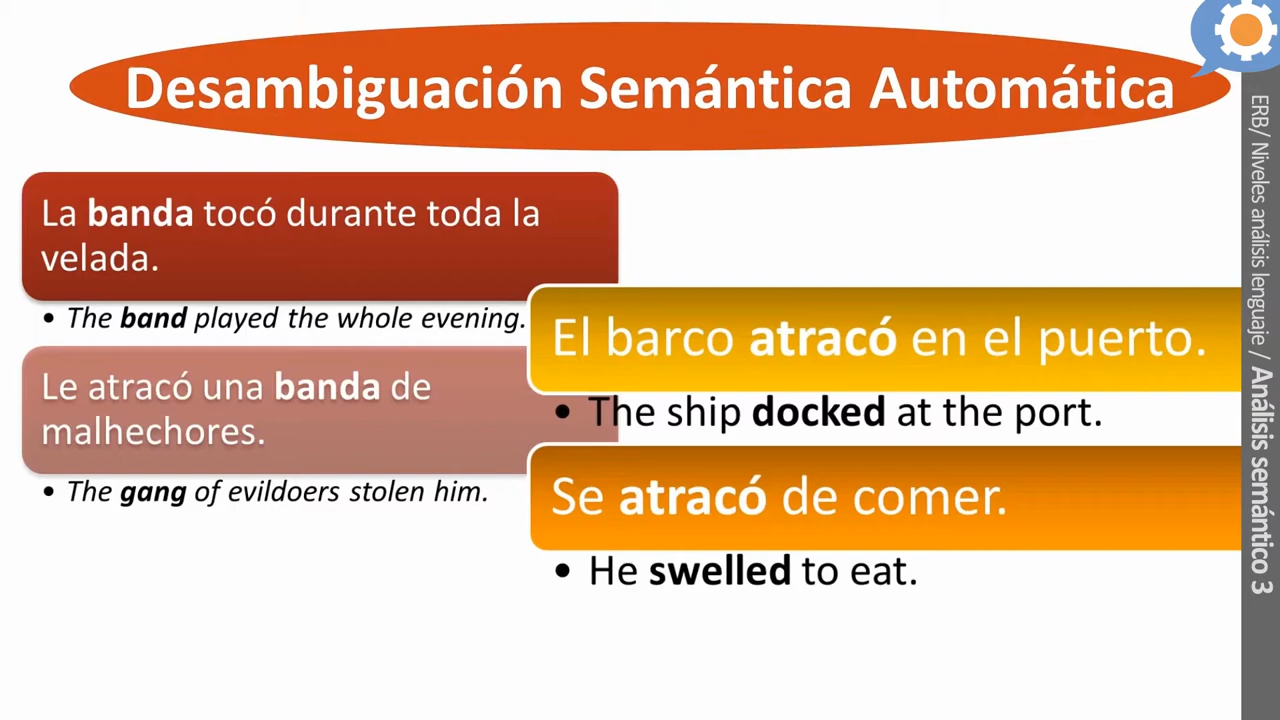 Desambiguación Semántica Automática
La banda tocó durante toda la
velada.
• The band played the whole evening.
Le atracó una banda de
malhechores.
• The gang of evildoers stolen him.
El barco atracó en el puerto.
• The ship docked at the port.
Se atracó de comer.
• He swelled to eat.
ERB/ Niveles análisis lenguaje / Análisis semántico 3